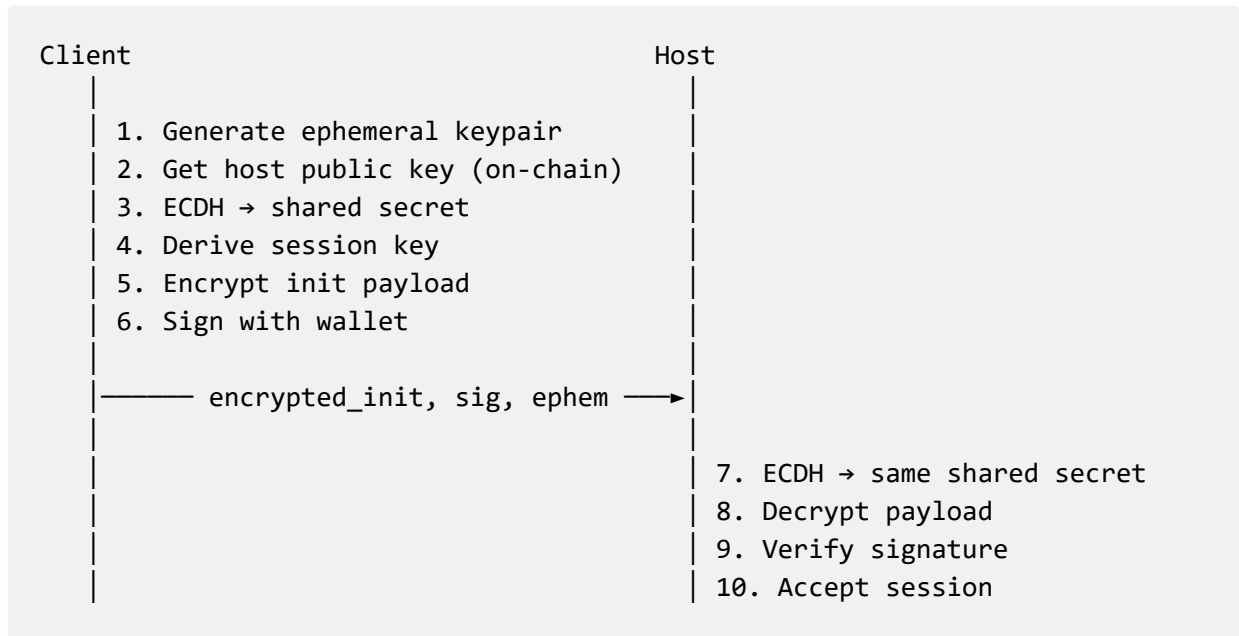 Client Host
1. Generate ephemeral keypair
2. Get host public key (on-chain)
3. ECDH → shared secret
4. Derive session key
5. Encrypt init payload
6. Sign with wallet
encrypted_init, sig, ephem
7. ECDH → same shared secret
8. Decrypt payload
9. Verify signature
10. Accept session